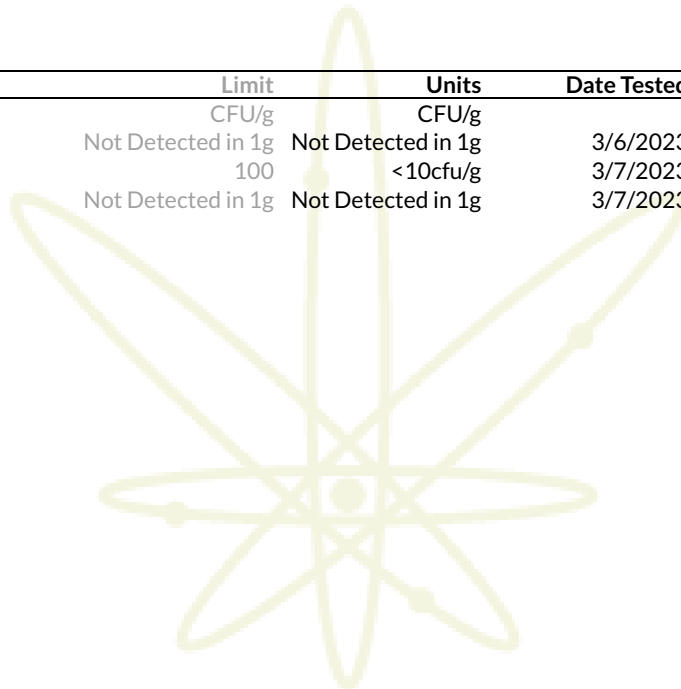 Limit Units Date Tested
CFU/g CFU/g
Not Detected in 1g Not Detected in 1g 3/6/2023
100 <10cfu/g 3/7/2023
Not Detected in 1g Not Detected in 1g 3/7/2023